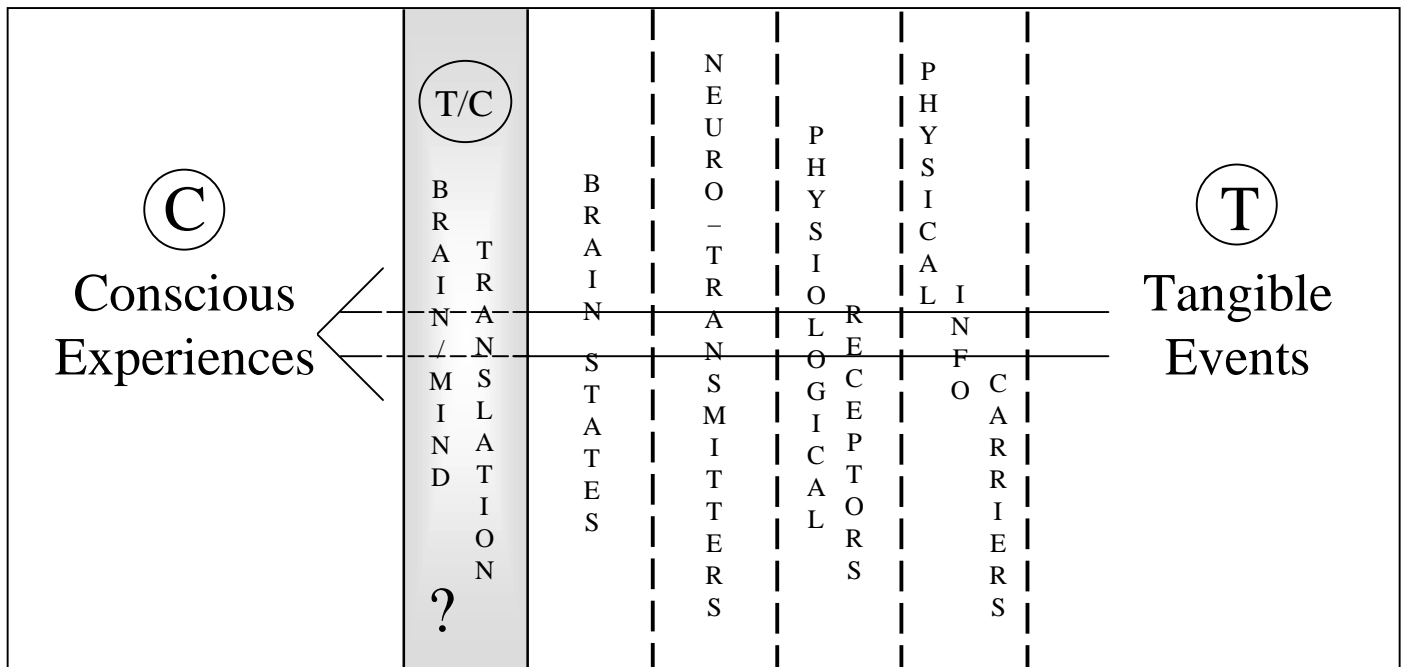 C
Conscious
Experiences
T/C
BRAIN/MIND
TRANSLATION
?
BRAIN STATES
NEURO–TRANSMITTERS
PHYSIOLOGICAL
RECEPTORS
PHYSICAL
INFO
CARRIERS
T
Tangible
Events